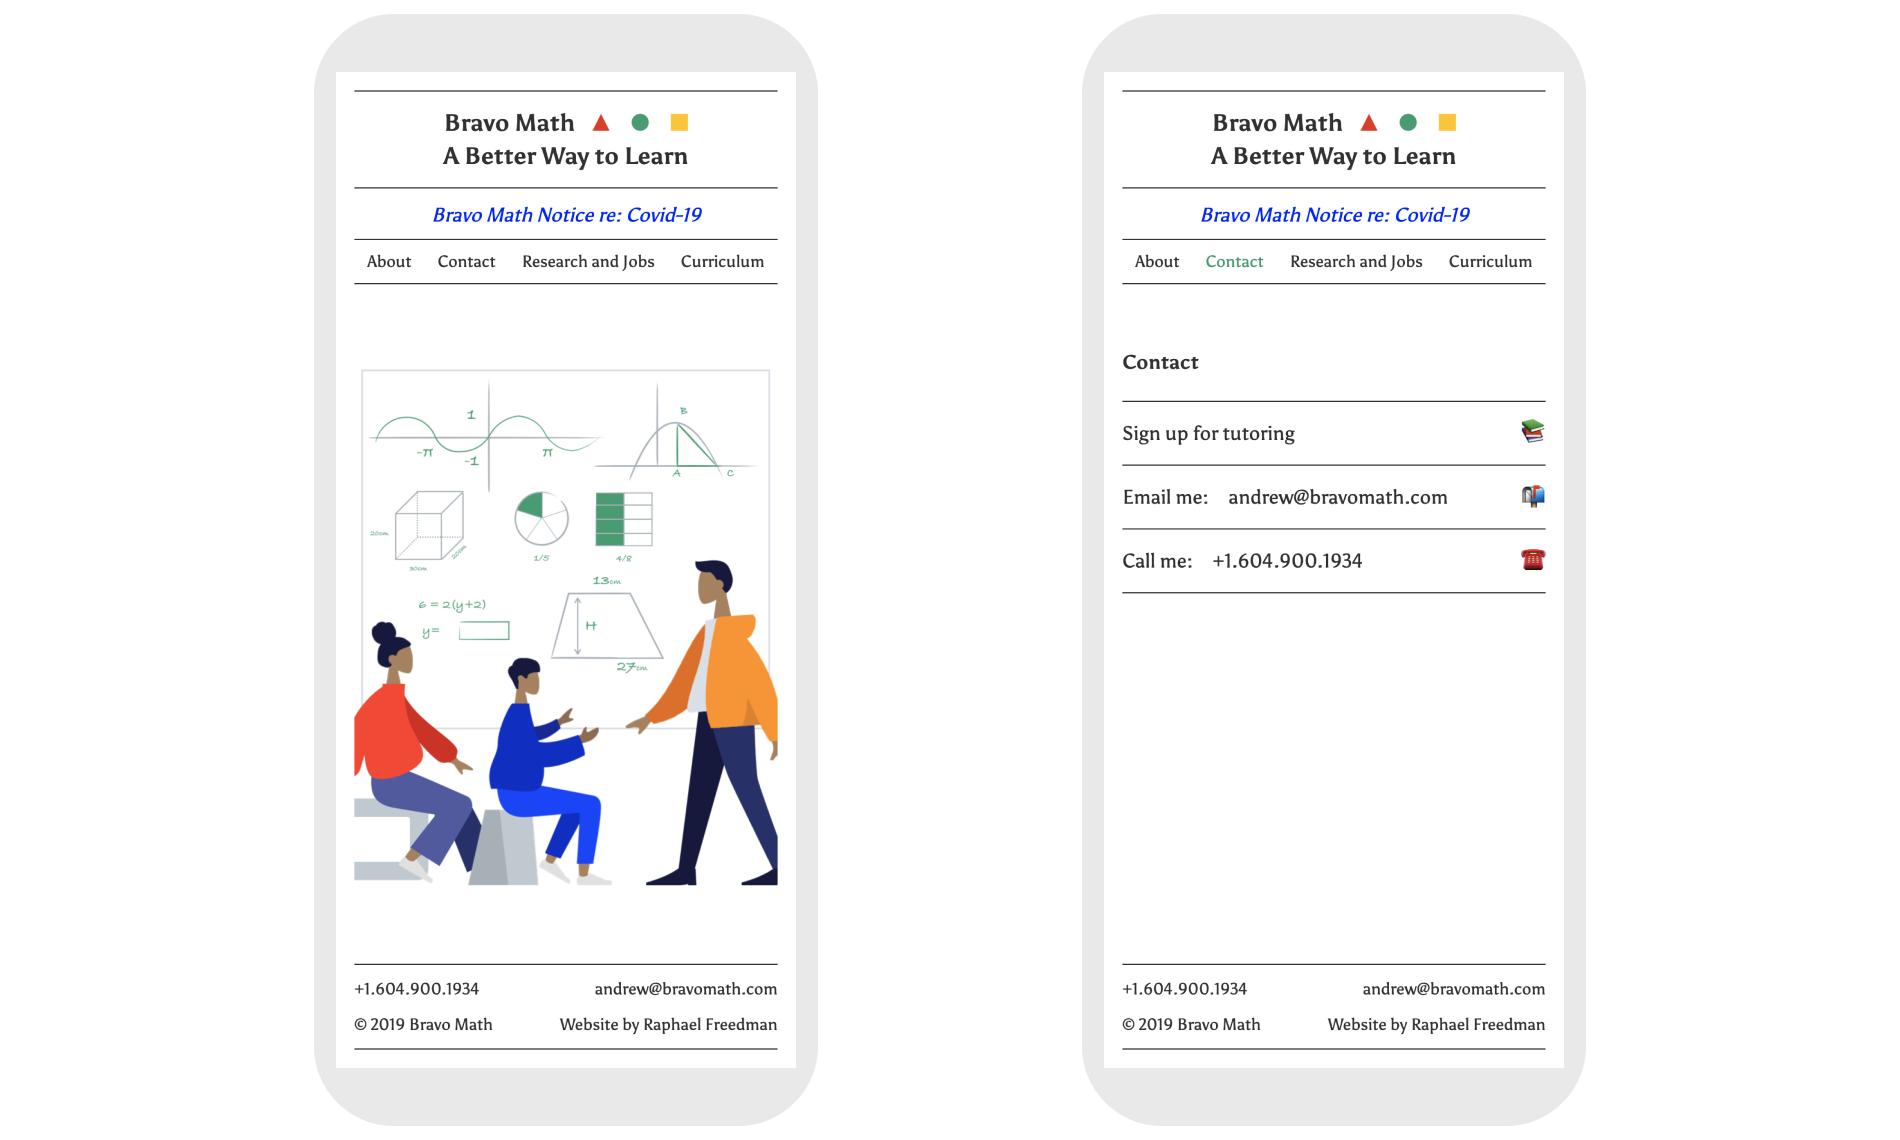 Bravo Math
A Better Way to Learn
Bravo Math Notice re: Covid-19
About Contact Research and Jobs Curriculum
1
-1
-π
π
B
A
C
20cm
20cm
30cm
1/5
4/8
13cm
6 = 2(y+2)
y=
H
27cm
+1.604.900.1934 andrew@bravomath.com
© 2019 Bravo Math Website by Raphael Freedman
Bravo Math
A Better Way to Learn
Bravo Math Notice re: Covid-19
About Contact Research and Jobs Curriculum
Contact
Sign up for tutoring
Email me: andrew@bravomath.com
Call me: +1.604.900.1934
+1.604.900.1934 andrew@bravomath.com
© 2019 Bravo Math Website by Raphael Freedman